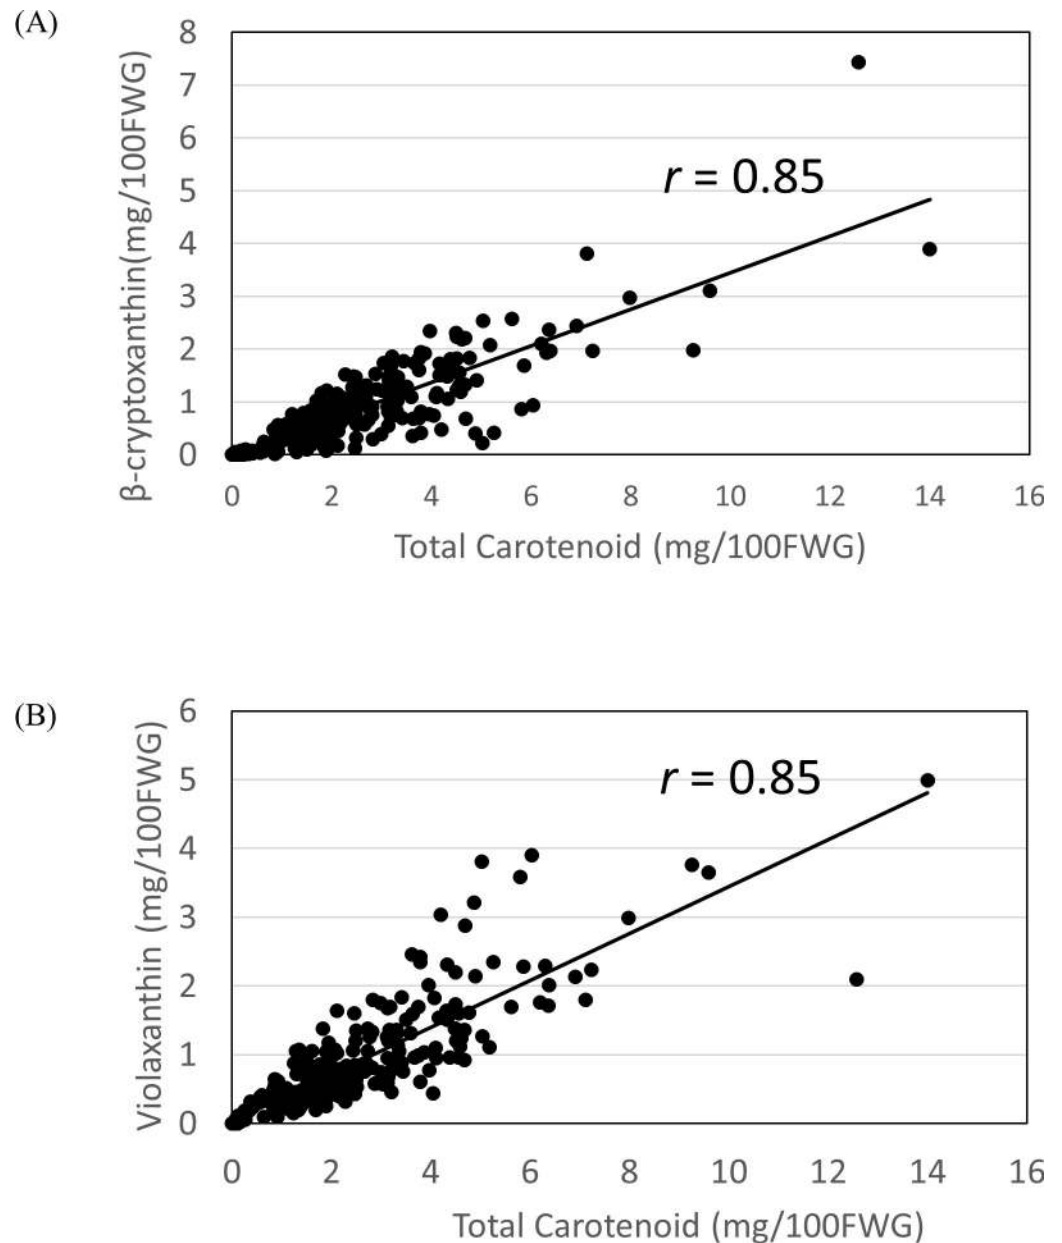 (A)
8
7
6
5
4
3
2
1
0
β-cryptoxanthin(mg/100FWG)
r = 0.85
0 2 4 6 8 10 12 14 16
Total Carotenoid (mg/100FWG)
(B)
6
5
4
3
2
1
0
Violaxanthin (mg/100FWG)
r = 0.85
0 2 4 6 8 10 12 14 16
Total Carotenoid (mg/100FWG)